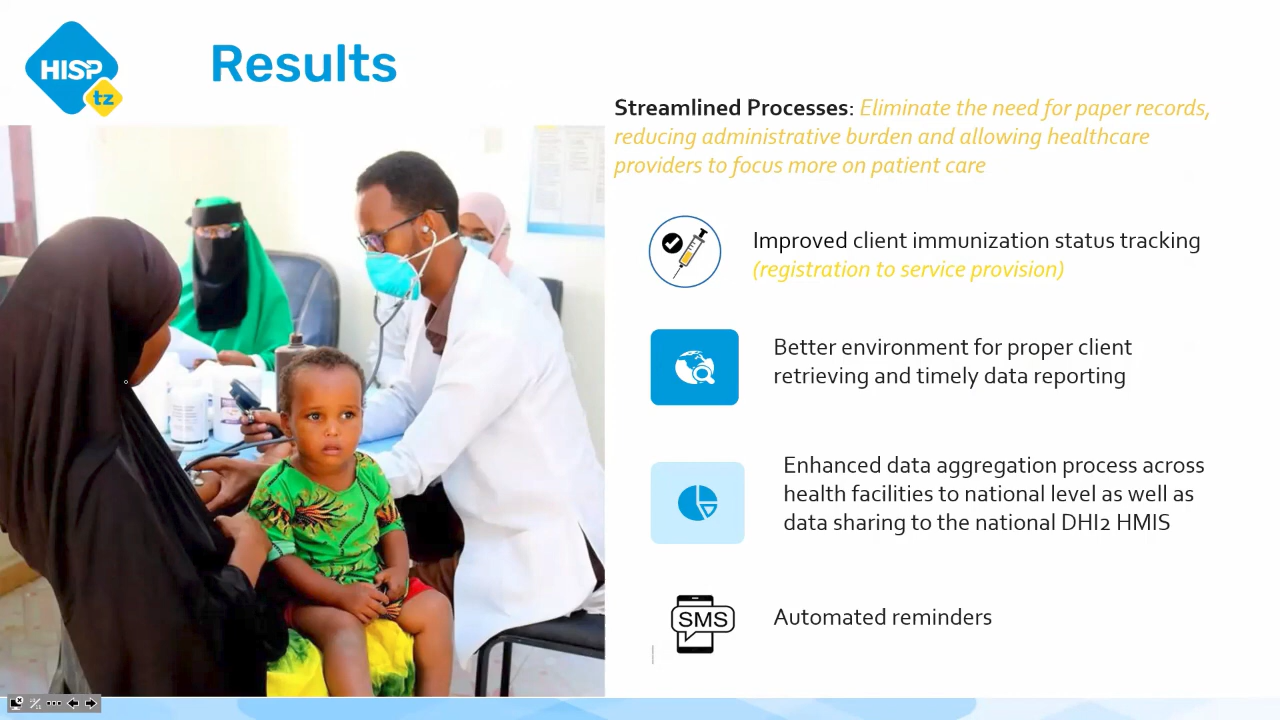 HISP
tz
Results
Streamlined Processes: Eliminate the need for paper records,
reducing administrative burden and allowing healthcare
providers to focus more on patient care
Improved client immunization status tracking
(registration to service provision)
Better environment for proper client
retrieving and timely data reporting
Enhanced data aggregation process across
health facilities to national level as well as
data sharing to the national DHI2 HMIS
SMS
Automated reminders